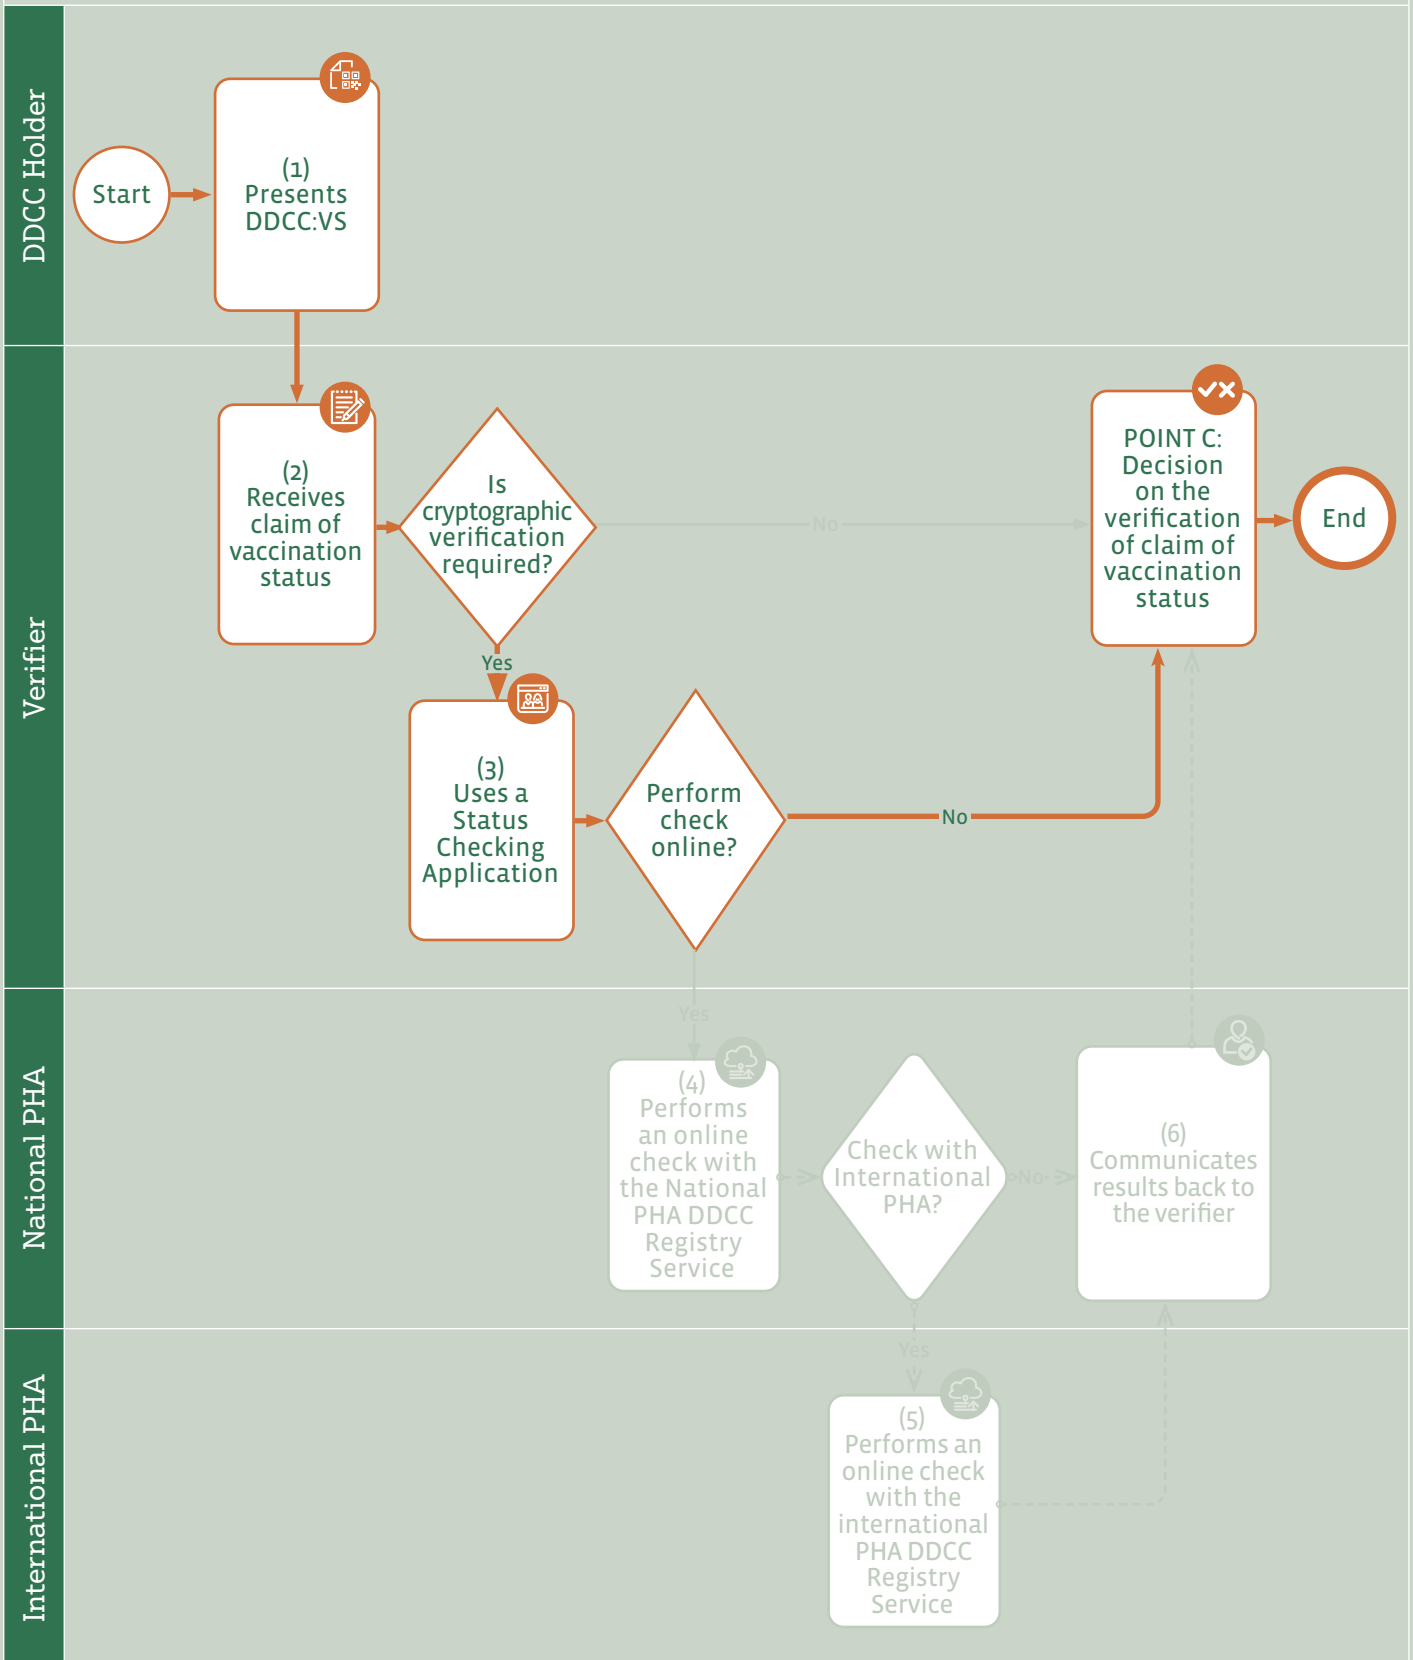 DDCC Holder
Start
(1)
Presents
DDCC:VS
Verifier
(2)
Receives
claim of
vaccination
status
Is
cryptographic
verification
required?
No
POINT C:
Decision
on the
verification
of claim of
vaccination
status
End
Yes
(3)
Uses a
Status
Checking
Application
Perform
check
online?
No
National PHA
Yes
(4)
Performs
an online
check with
the National
PHA DDCC
Registry
Service
Check with
International
PHA?
No
(6)
Communicates
results back to
the verifier
International PHA
Yes
(5)
Performs an
online check
with the
international
PHA DDCC
Registry
Service